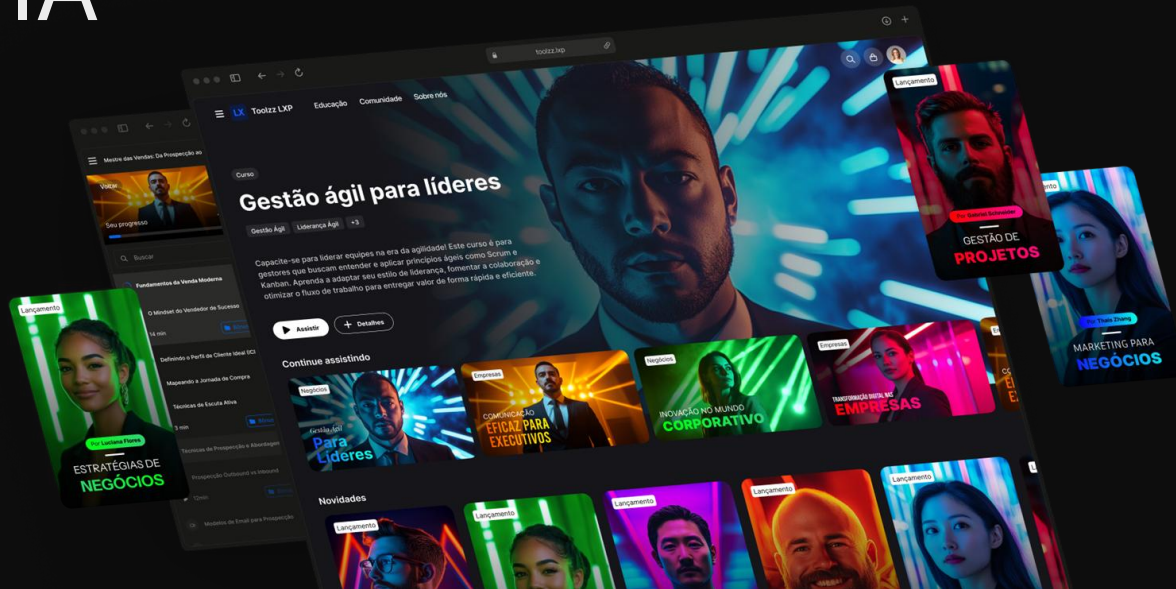 IA
toolzz.lxp
LX Toolzz LXP
Educação
Comunidade
Sobre nós
Curso
Gestão ágil para líderes
Gestão Ágil
Liderança Ágil
+3
Capacite-se para liderar equipes na era da agilidade! Este curso é para
gestores que buscam entender e aplicar princípios ágeis como Scrum e
Kanban. Aprenda a adaptar seu estilo de liderança, fomentar a colaboração e
otimizar o fluxo de trabalho para entregar valor de forma rápida e eficiente.
Assistir
Detalhes
Continue assistindo
Negócios
Gestão Ágil
Para
Líderes
Empresas
COMUNICAÇÃO
EFICAZ PARA
EXECUTIVOS
Negócios
INOVAÇÃO NO MUNDO
CORPORATIVO
Empresas
TRANSFORMAÇÃO DIGITAL NAS
EMPRESAS
Novidades
Lançamento
Lançamento
Lançamento
Lançamento
Lançamento
Mestre das Vendas: Da Prospecção ao
Voltar
Seu progresso
Buscar
Fundamentos da Venda Moderna
O Mindset do Vendedor de Sucesso
14 min
Definindo o Perfil de Cliente Ideal (ICI
Mapeando a Jornada da Compra
Técnicas de Escuta Ativa
3 min
Técnicas de Prospecção e Abordagem
Prospecção Outbound vs Inbound
Modelos de Email para Prospecção
Lançamento
Por Luciana Flores
ESTRATÉGIAS DE
NEGÓCIOS
Lançamento
Por Gabriel Schneider
GESTÃO DE
PROJETOS
ento
Por Thais Zhang
MARKETING PARA
NEGÓCIOS